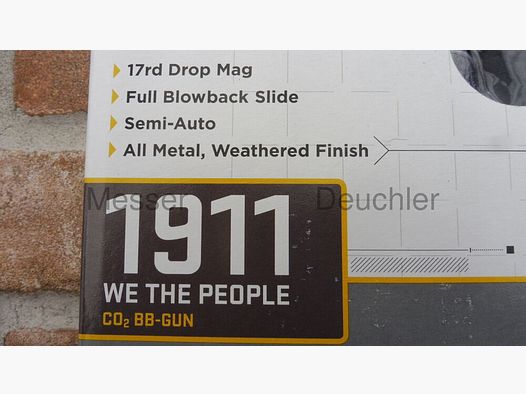 17rd Drop Mag
Full Blowback Slide
Semi-Auto
All Metal, Weathered Finish
Messer Deuchler
1911
WE THE PEOPLE
CO₂ BB-GUN